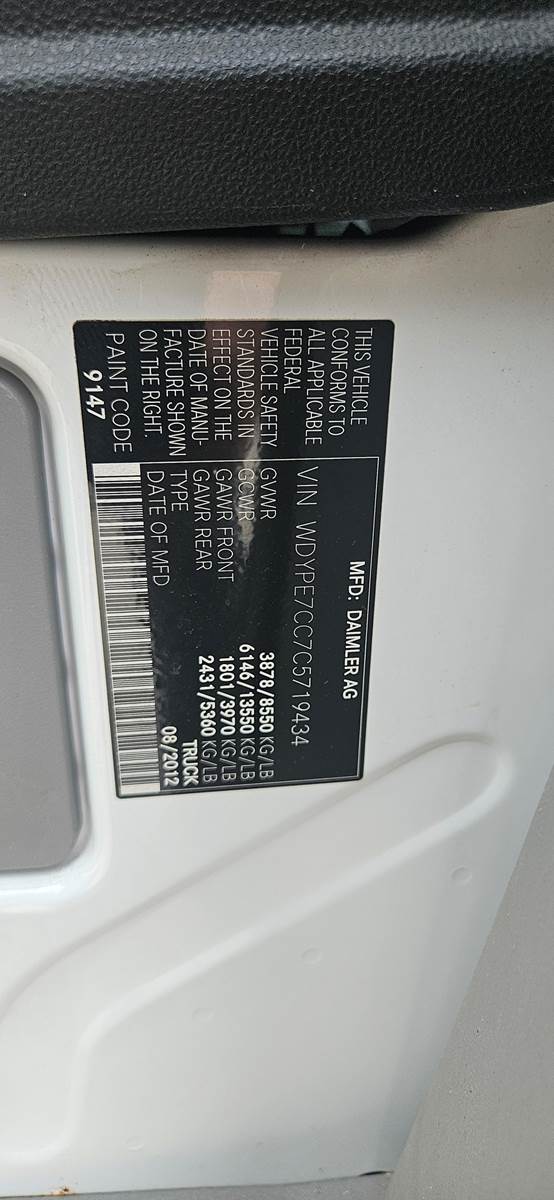 MFD: DAIMLER AG
VIN WDYPE7CC7C5719434
THIS VEHICLE
CONFORMS TO
ALL APPLICABLE
FEDERAL
VEHICLE SAFETY
STANDARDS IN
EFFECT ON THE
DATE OF MANU-
FACTURE SHOWN
ON THE RIGHT.
PAINT CODE
9147
GVWR 3878/8550 KG/LB
GCWR 6146/13550 KG/LB
GAWR FRONT 1801/3970 KG/LB
GAWR REAR 2431/5360 KG/LB
TYPE TRUCK
DATE OF MFD 08/2012